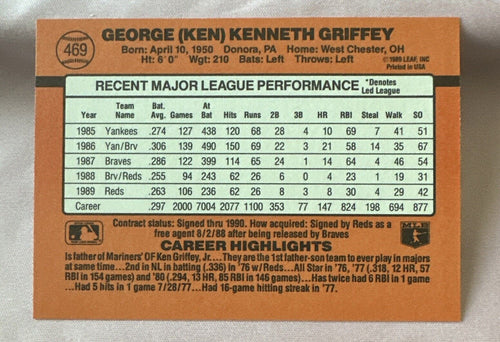 469
GEORGE (KEN) KENNETH GRIFFEY
Born: April 10, 1950 Donora, PA Home: West Chester, OH
Ht: 6'0" Wgt: 210 Bats: Left Throws: Left
©1989 LEAF, INC
Printed in USA
RECENT MAJOR LEAGUE PERFORMANCE *Denotes Led League
Year Team Name Bat. Avg. Games At Bat Hits Runs 2B 3B HR RBI Steal Walk SO
1985 Yankees .274 127 438 120 68 28 4 10 69 7 41 51
1986 Yan/Brv .306 139 490 150 69 22 3 21 58 14 35 67
1987 Braves .286 122 399 114 65 24 1 14 64 4 46 54
1988 Brv/Reds .255 94 243 62 26 6 0 4 23 1 19 31
1989 Reds .263 106 236 62 26 8 3 8 30 4 29 42
Career .297 2000 7004 2077 1100 353 77 147 824 198 694 877
Contract status: Signed thru 1990. How acquired: Signed by Reds as a
free agent 8/2/88 after being released by Braves
MLB
CAREER HIGHLIGHTS
Is father of Mariners' OF Ken Griffey, Jr....They are the 1st father-son team to ever play in majors
at same time...2nd in NL in batting (.336) in '76 w/Reds...All Star in '76, '77 (.318, 12 HR, 57
RBI in 154 games) and '80 (.294, 13 HR, 85 RBI in 146 games)...Has twice had 6 RBI in 1 game
...Had 5 hits in 1 game 7/28/77...Had 16-game hitting streak in '77.